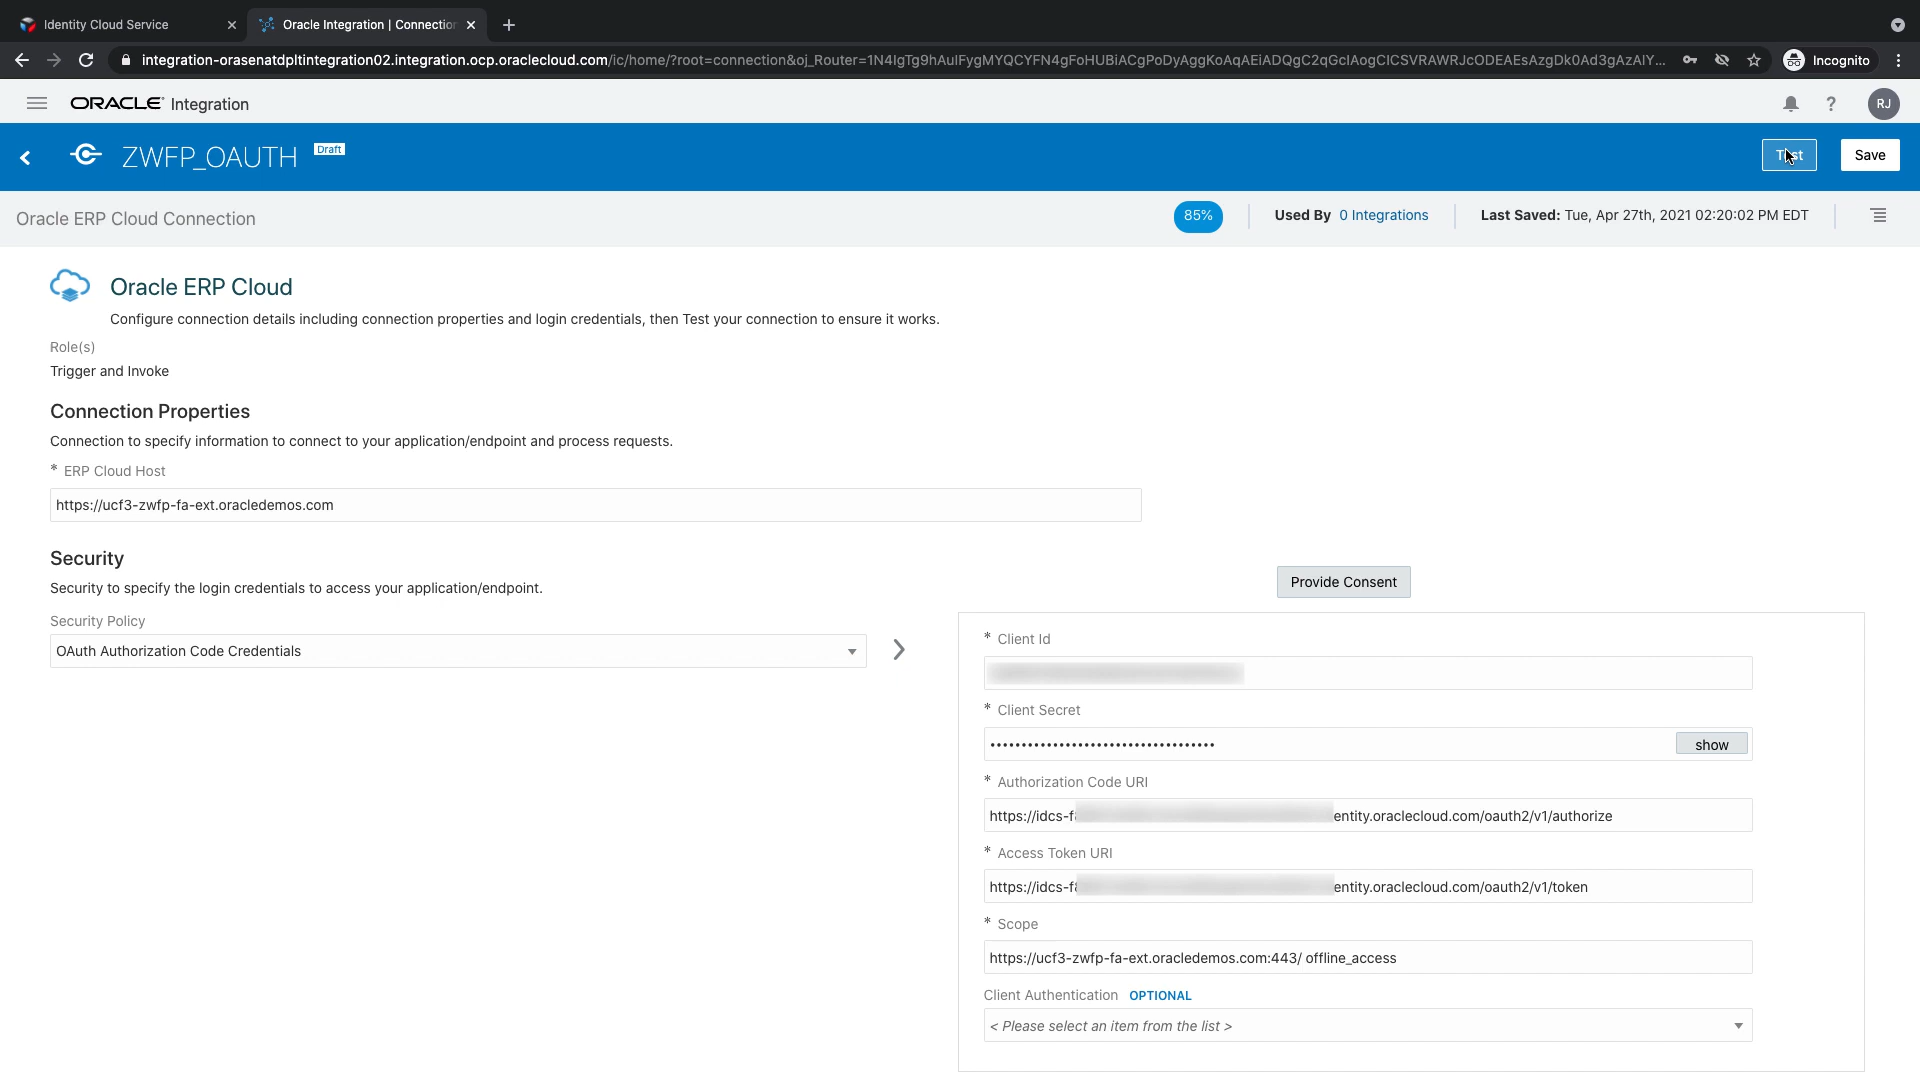 Identity Cloud Service
Oracle Integration | Connection
integration-orasenatdpltintegration02.integration.ocp.oraclecloud.com/ic/home/?root=connection&oj_Router=1N4IgTg9hAuIFygMYQCYFN4gFoHUBiACgPoDyAggKoAqAEiADQgC2qGcIAogCICSVRAWRJcODEAEsAzgDk0Ad3gAzAIY...
Incognito
ORACLE Integration
?
RJ
ZWFP_OAUTH
Draft
Save
Oracle ERP Cloud Connection
85%
Used By 0 Integrations
Last Saved: Tue, Apr 27th, 2021 02:20:02 PM EDT
Oracle ERP Cloud
Configure connection details including connection properties and login credentials, then Test your connection to ensure it works.
Role(s)
Trigger and Invoke
Connection Properties
Connection to specify information to connect to your application/endpoint and process requests.
* ERP Cloud Host
https://ucf3-zwfp-fa-ext.oracledemos.com
Security
Security to specify the login credentials to access your application/endpoint.
Security Policy
OAuth Authorization Code Credentials
Provide Consent
* Client Id
* Client Secret
••••••••••••••••••••••••••••••••••••
show
* Authorization Code URI
https://idcs-f entity.oraclecloud.com/oauth2/v1/authorize
* Access Token URI
https://idcs-f entity.oraclecloud.com/oauth2/v1/token
* Scope
https://ucf3-zwfp-fa-ext.oracledemos.com:443/ offline_access
Client Authentication OPTIONAL
< Please select an item from the list >